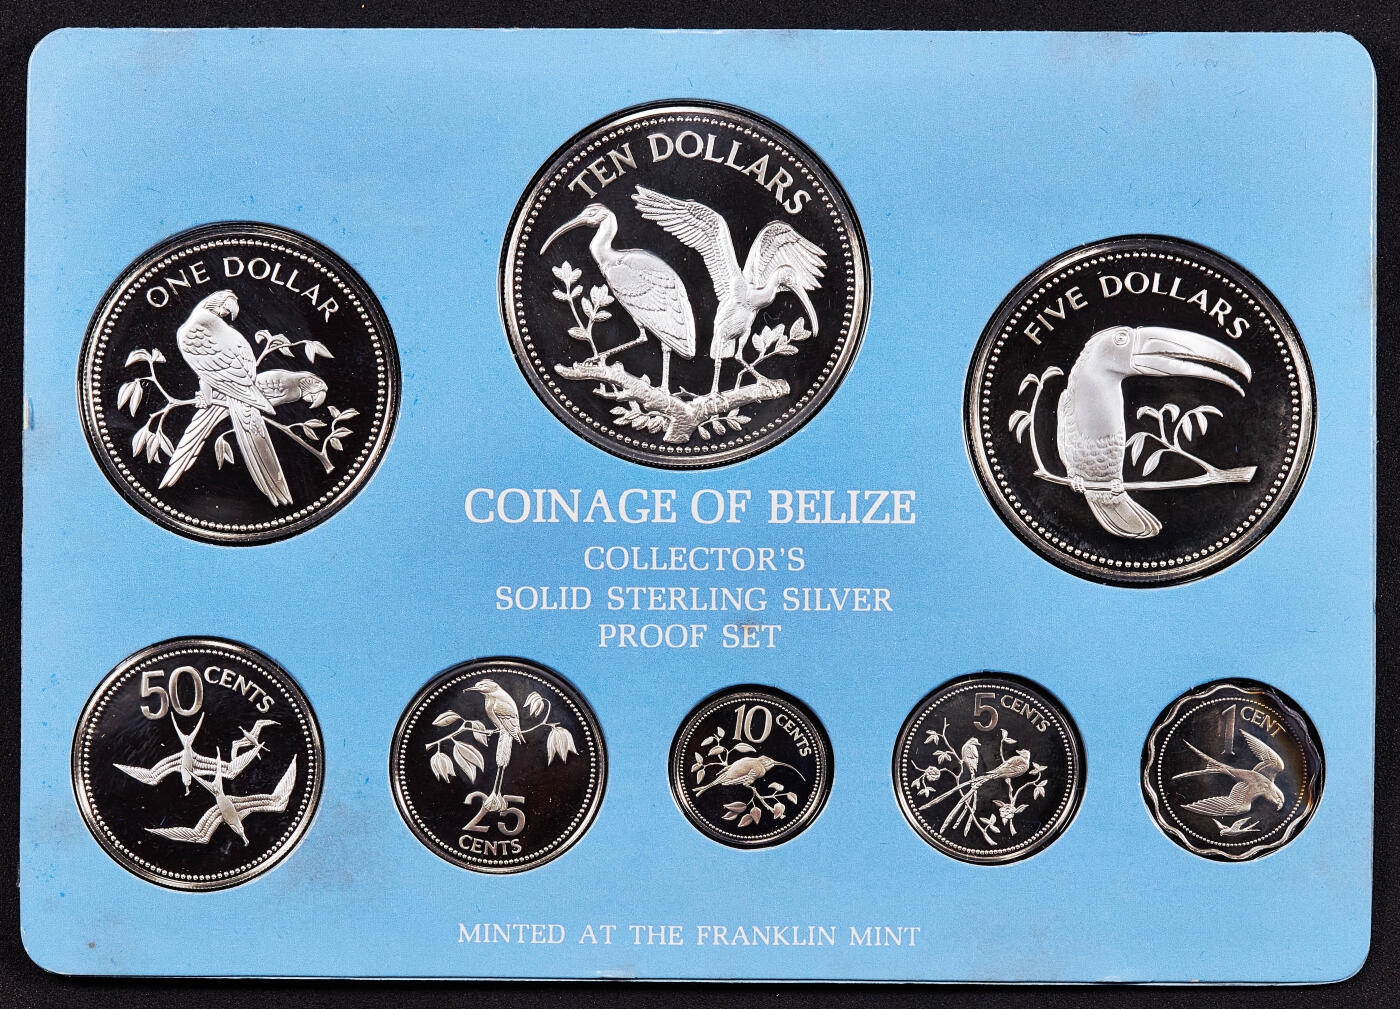 TEN DOLLARS
ONE DOLLAR
FIVE DOLLARS
COINAGE OF BELIZE
COLLECTOR'S
SOLID STERLING SILVER
PROOF SET
50 CENTS
25
CENTS
10 CENTS
5 CENTS
1 CENT
MINTED AT THE FRANKLIN MINT